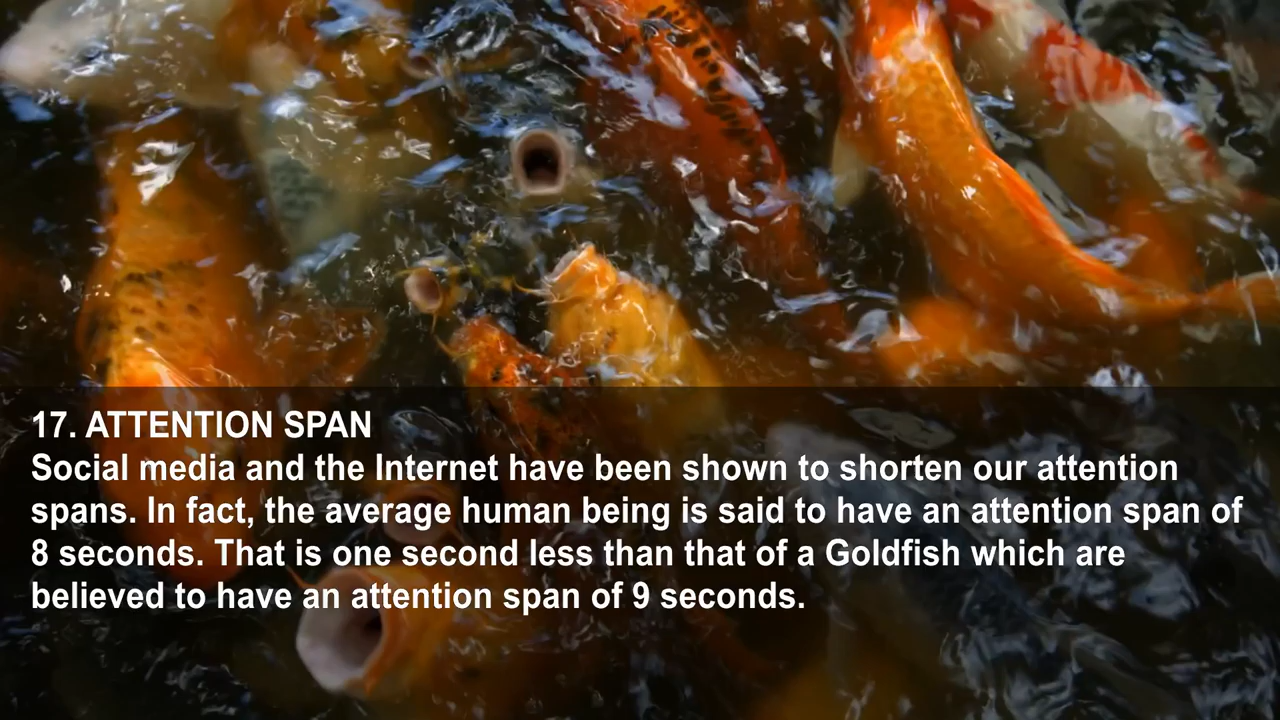 17. ATTENTION SPAN
Social media and the Internet have been shown to shorten our attention
spans. In fact, the average human being is said to have an attention span of
8 seconds. That is one second less than that of a Goldfish which are
believed to have an attention span of 9 seconds.